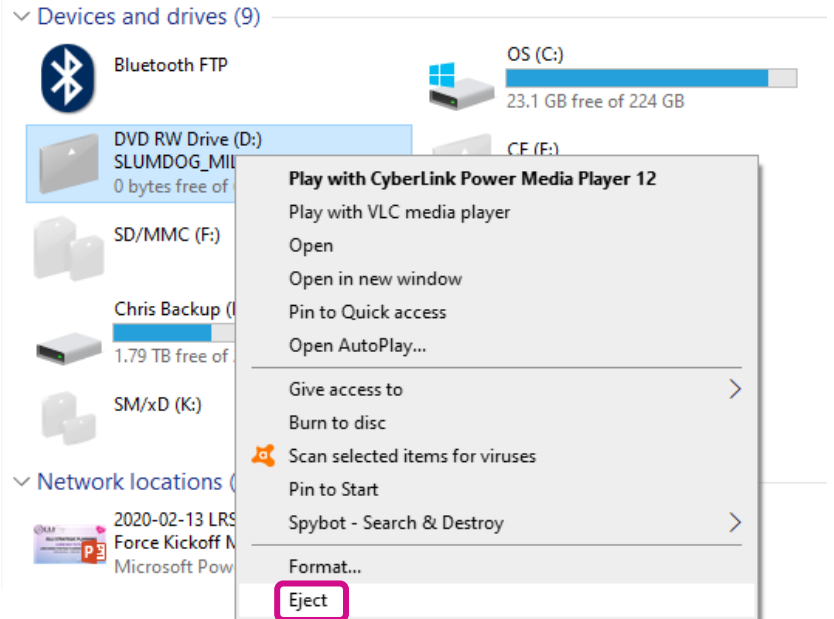 Devices and drives (9)
Bluetooth FTP
OS (C:)
23.1 GB free of 224 GB
DVD RW Drive (D:)
SLUMDOG_MIL
0 bytes free of
CF (E:)
SD/MMC (F:)
Chris Backup (
1.79 TB free of
SM/xD (K:)
Network locations (
2020-02-13 LRS
Force Kickoff M
Microsoft Pow
Play with CyberLink Power Media Player 12
Play with VLC media player
Open
Open in new window
Pin to Quick access
Open AutoPlay...
Give access to
Burn to disc
Scan selected items for viruses
Pin to Start
Spybot - Search & Destroy
Format...
Eject